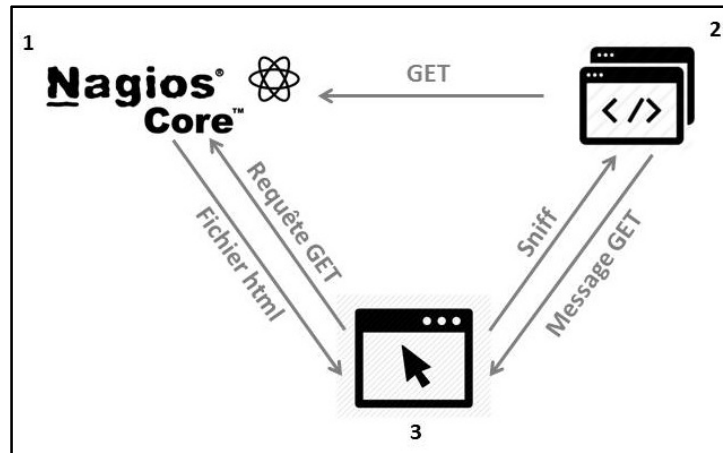 1
2
Nagios®
Core™
GET
</>
Fichier html
Requête GET
Sniff
Message GET
3